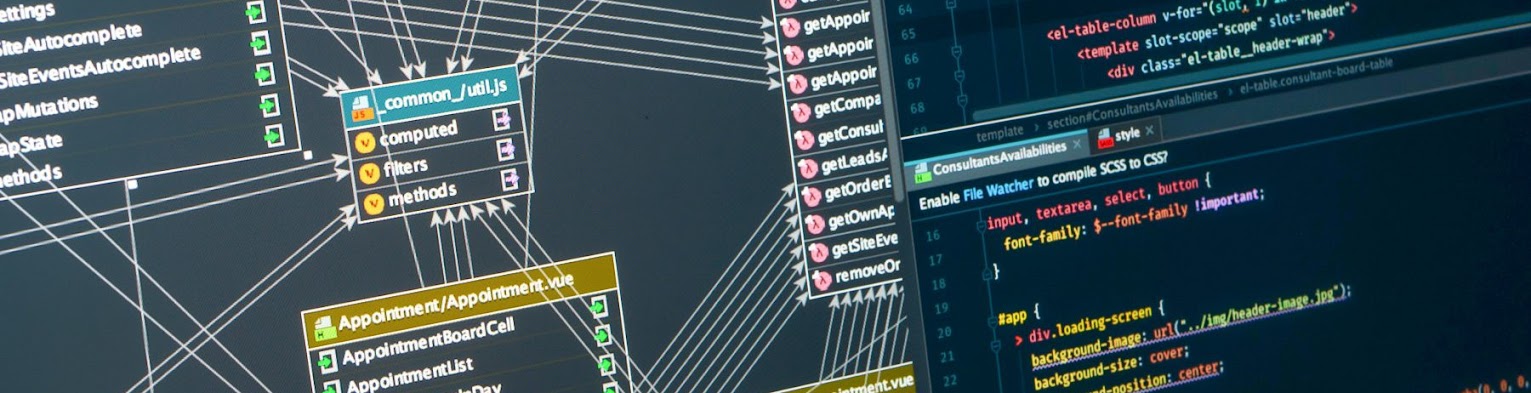 ettings
SiteAutocomplete
SiteEventsAutocomplete
apMutations
apState
methods
_common_/util.js
JS
computed
filters
methods
Appointment/Appointment.vue
AppointmentBoardCell
AppointmentList
getAppoir
getAppoir
getAppoir
getCompa
getConsul
getLeadsA
getOrderE
getOwnAp
getSiteEve
removeOr
ntment.vue
64
65 <el-table-column v-for="(slot,
66 <template slot-scope="scope" slot="header">
67 <div class="el-table__header-wrap">
68
template > section#ConsultantsAvailabilities > el-table.consultant-board-table
ConsultantsAvailabilities × style ×
Enable File Watcher to compile SCSS to CSS?
16 input, textarea, select, button {
17 font-family: $--font-family !important;
18 }
19
20 #app {
21 div.loading-screen {
22 background-image: url("../img/header-image.jpg");
background-size: cover;
nd-position: center;